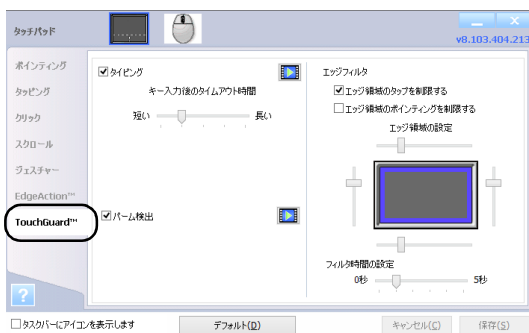 タッチパッド
v8.103.404.213
ポインティング
タッピング
クリック
スクロール
ジェスチャー
EdgeAction™
TouchGuard™
タイピング
キー入力後のタイムアウト時間
短い 長い
パーム検出
エッジフィルタ
エッジ領域のタップを制限する
エッジ領域のポインティングを制限する
エッジ領域の設定
フィルタ時間の設定
0秒 5秒
?
タスクバーにアイコンを表示します
デフォルト(D)
キャンセル(C)
保存(S)